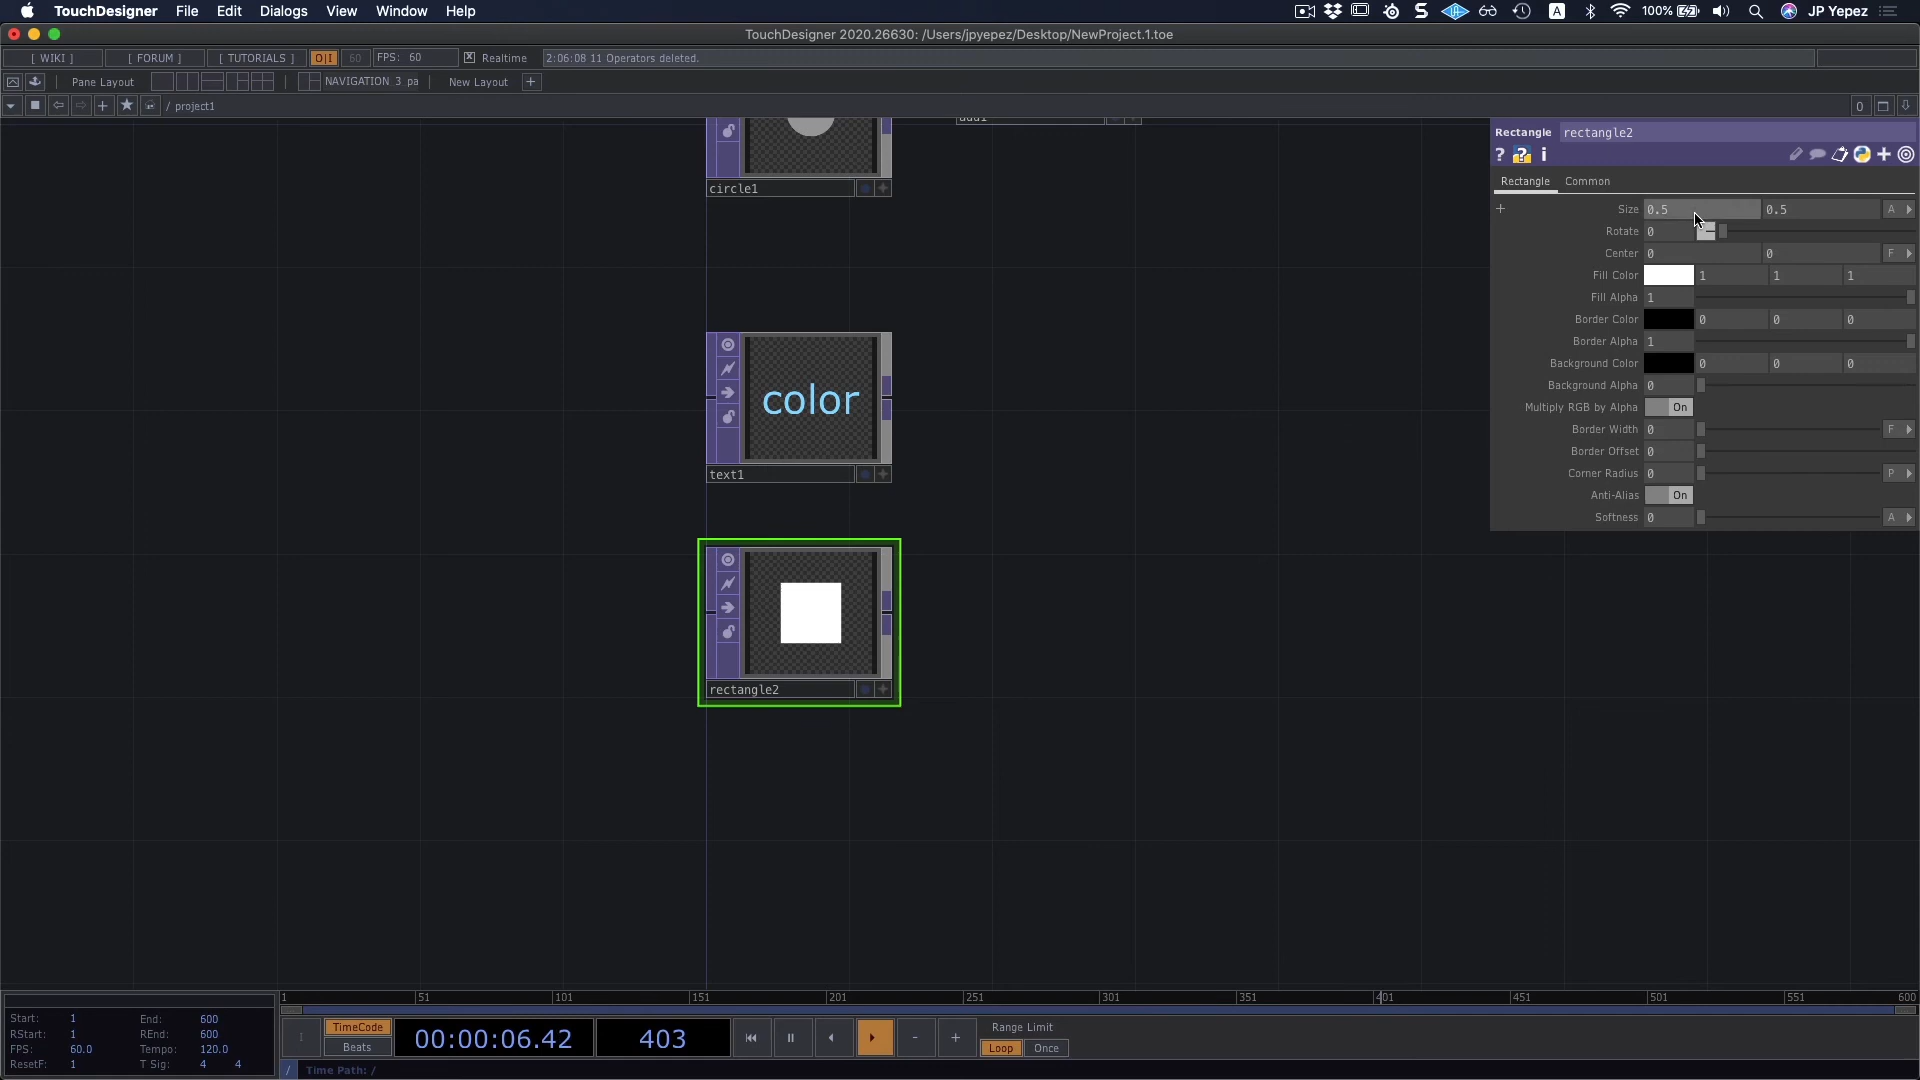 TouchDesigner File Edit Dialogs View Window Help 100% JP Yepez
TouchDesigner 2020.26630: /Users/jpyepez/Desktop/NewProject.1.toe
[ WIKI ] [ FORUM ] [ TUTORIALS ] O|I 60 FPS: 60 Realtime 2:06:08 11 Operators deleted.
Pane Layout NAVIGATION 3 pa New Layout +
/ project1 0
Rectangle rectangle2
? ? i
Rectangle Common
+ Size 0.5 0.5 A
Rotate 0
Center 0 0 F
Fill Color 1 1 1
Fill Alpha 1
Border Color 0 0 0
Border Alpha 1
Background Color 0 0 0
Background Alpha 0
Multiply RGB by Alpha On
Border Width 0 F
Border Offset 0
Corner Radius 0 P
Anti-Alias On
Softness 0 A
circle1
color
text1
rectangle2
1 51 101 151 201 251 301 351 401 451 501 551 600
Start: 1 End: 600
RStart: 1 REnd: 600
FPS: 60.0 Tempo: 120.0
ResetF: 1 T Sig: 4 4
TimeCode
Beats
00:00:06.42 403 - +
Range Limit
Loop Once
/ Time Path: /